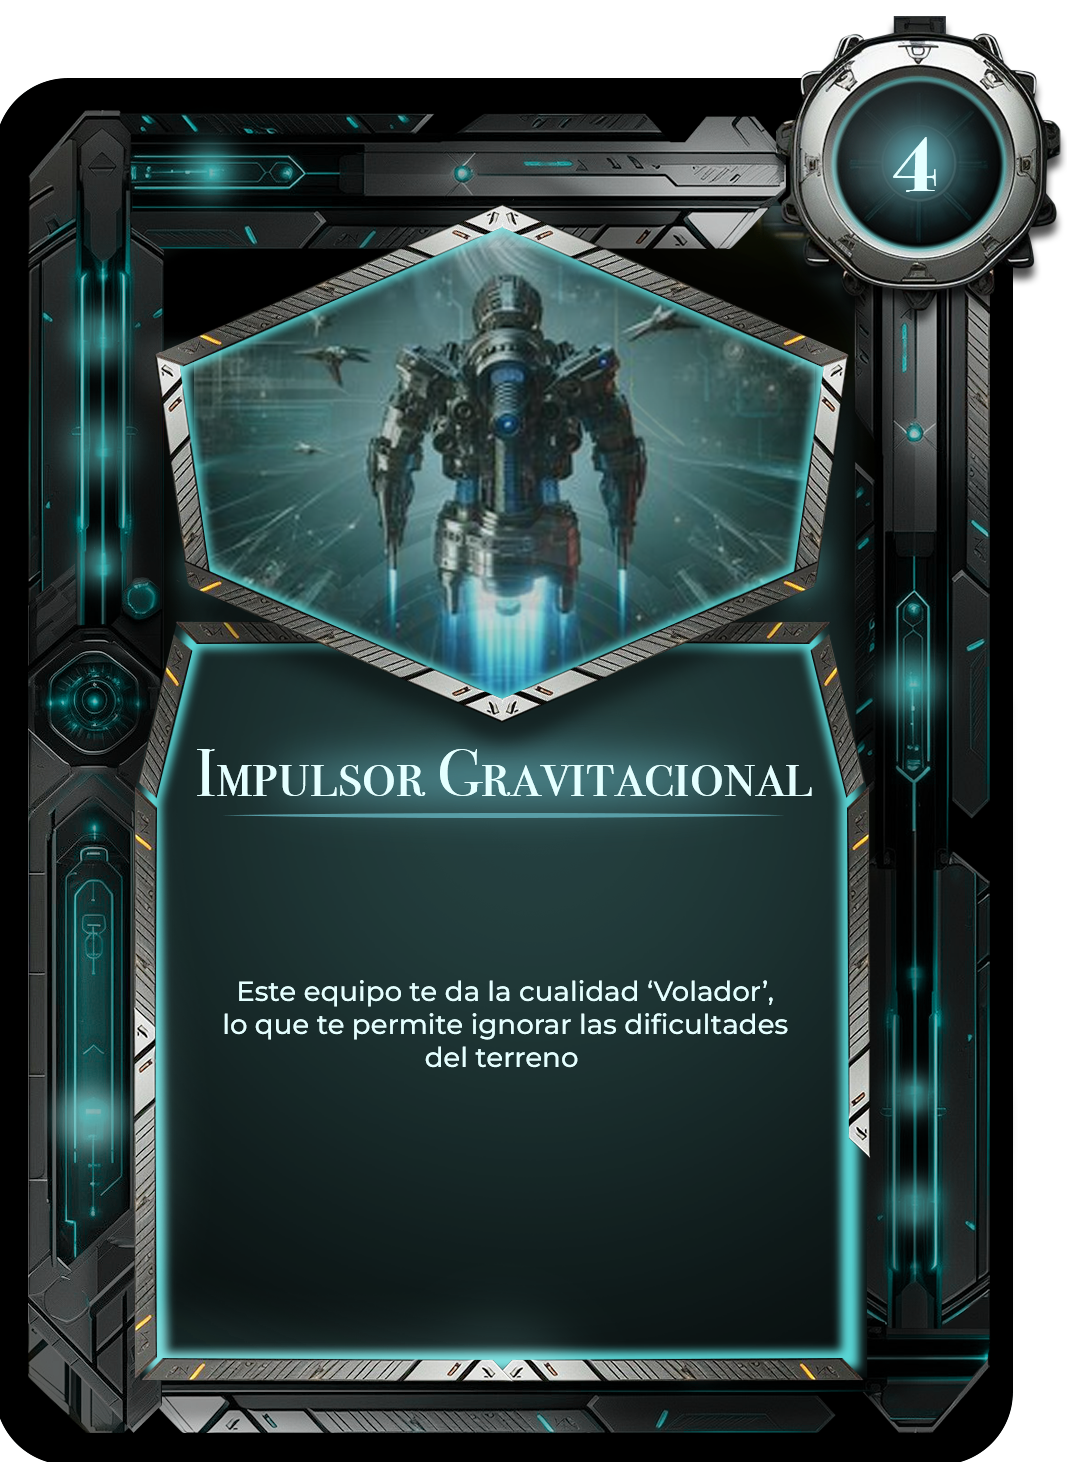 4
Impulsor Gravitacional
Este equipo te da la cualidad ‘Volador’,
lo que te permite ignorar las dificultades
del terreno